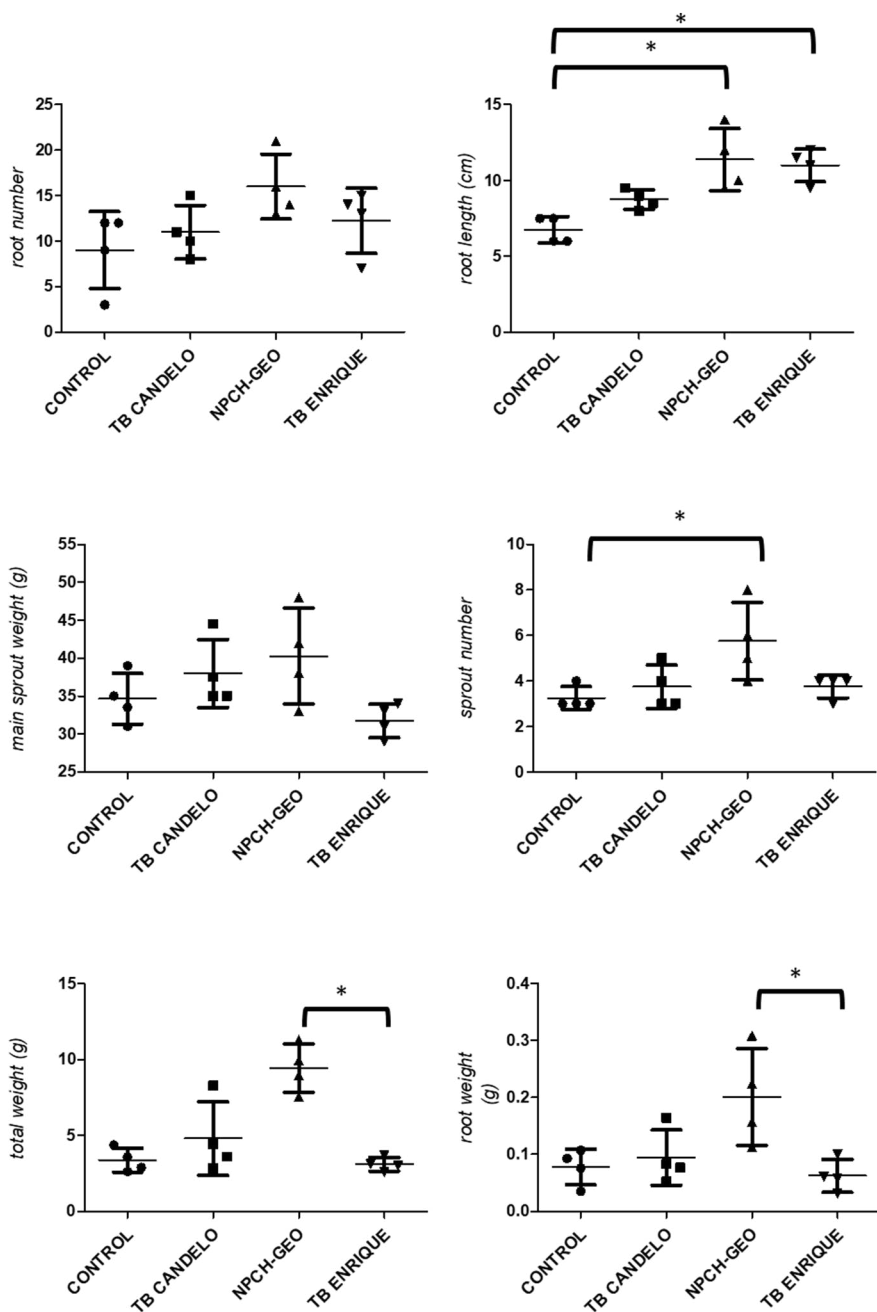 root number
20
25
15
10
5
0
CONTROL
TB CANDELO
NPCH-GEO
TB ENRIQUE
*
*
root length (cm)
15
10
5
0
CONTROL
TB CANDELO
NPCH-GEO
TB ENRIQUE
main sprout weight (g)
55
50
45
40
35
30
25
CONTROL
TB CANDELO
NPCH-GEO
TB ENRIQUE
*
sprout number
10
8
6
4
2
0
CONTROL
TB CANDELO
NPCH-GEO
TB ENRIQUE
total weight (g)
15
10
5
0
*
CONTROL
TB CANDELO
NPCH-GEO
TB ENRIQUE
root weight
(g)
0.4
0.3
0.2
0.1
0.0
*
CONTROL
TB CANDELO
NPCH-GEO
TB ENRIQUE